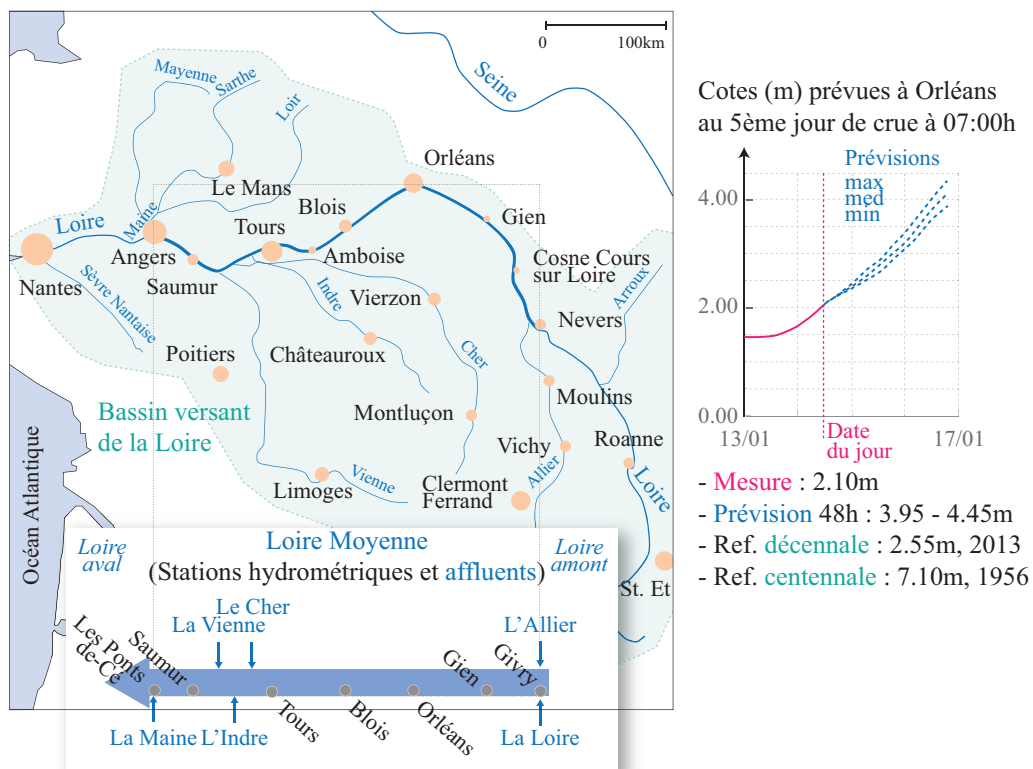 0 100km
Mayenne
Sarthe
Loir
Seine
Orléans
Le Mans
Blois
Gien
Maine
Loire
Tours
Angers
Amboise
Cosne Cours
sur Loire
Nantes
Saumur
Sèvre Nantaise
Indre
Vierzon
Arroux
Nevers
Poitiers
Châteauroux
Cher
Moulins
Bassin versant
de la Loire
Montluçon
Vichy
Roanne
Limoges
Vienne
Clermont
Ferrand
Allier
Loire
St. Et
Océan Atlantique
Loire
aval
Loire Moyenne
(Stations hydrométriques et affluents)
Loire
amont
Le Cher
La Vienne
L'Allier
Les Ponts
de-Cé
Saumur
Tours
Blois
Orléans
Gien
Givry
La Maine
L'Indre
La Loire
Cotes (m) prévues à Orléans
au 5ème jour de crue à 07:00h
Prévisions
max
med
min
4.00
2.00
0.00
13/01
17/01
Date
du jour
- Mesure : 2.10m
- Prévision 48h : 3.95 - 4.45m
- Ref. décennale : 2.55m, 2013
- Ref. centennale : 7.10m, 1956